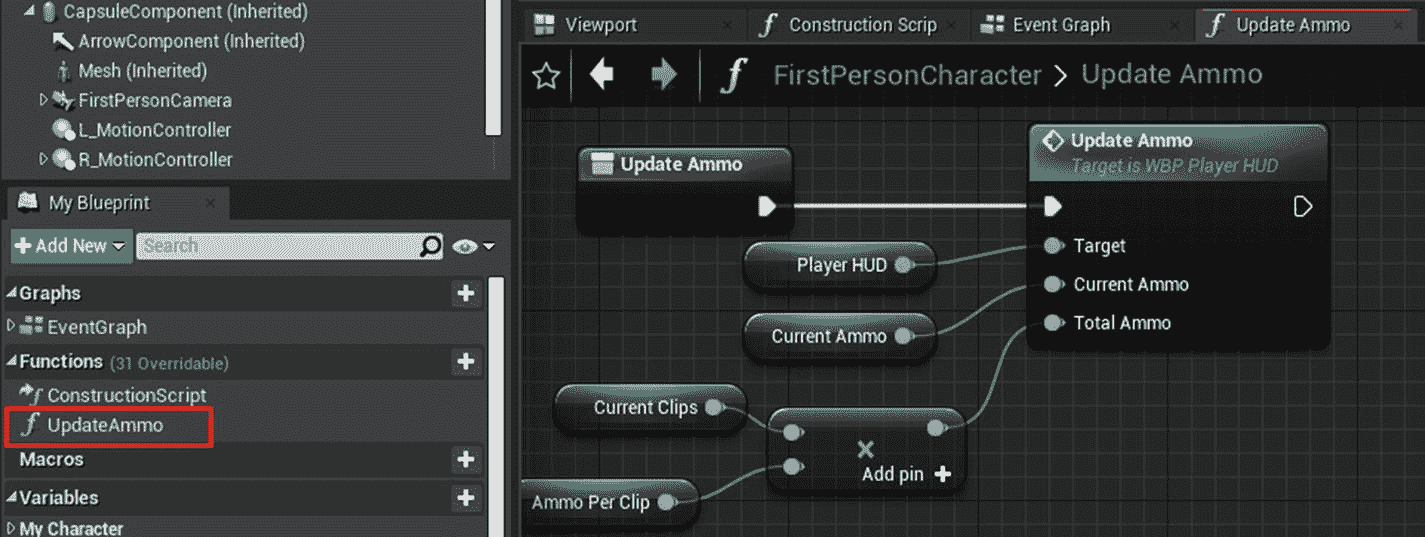 CapsuleComponent (Inherited)
ArrowComponent (Inherited)
Mesh (Inherited)
FirstPersonCamera
L_MotionController
R_MotionController
My Blueprint
Add New
Search
Graphs
EventGraph
Functions (31 Overridable)
ConstructionScript
UpdateAmmo
Macros
Variables
My Character
Viewport
Construction Scrip
Event Graph
Update Ammo
FirstPersonCharacter > Update Ammo
Update Ammo
Update Ammo
Target is WBP Player HUD
Player HUD
Target
Current Ammo
Current Ammo
Total Ammo
Current Clips
Add pin
Ammo Per Clip